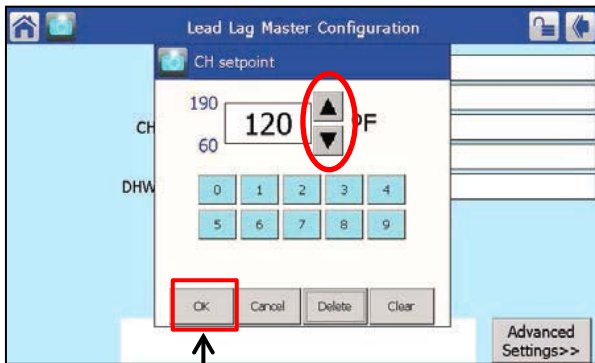 Lead Lag Master Configuration
CH setpoint
190
120
°F
60
CH
DHW
0 1 2 3 4
5 6 7 8 9
OK Cancel Delete Clear
Advanced
Settings>>